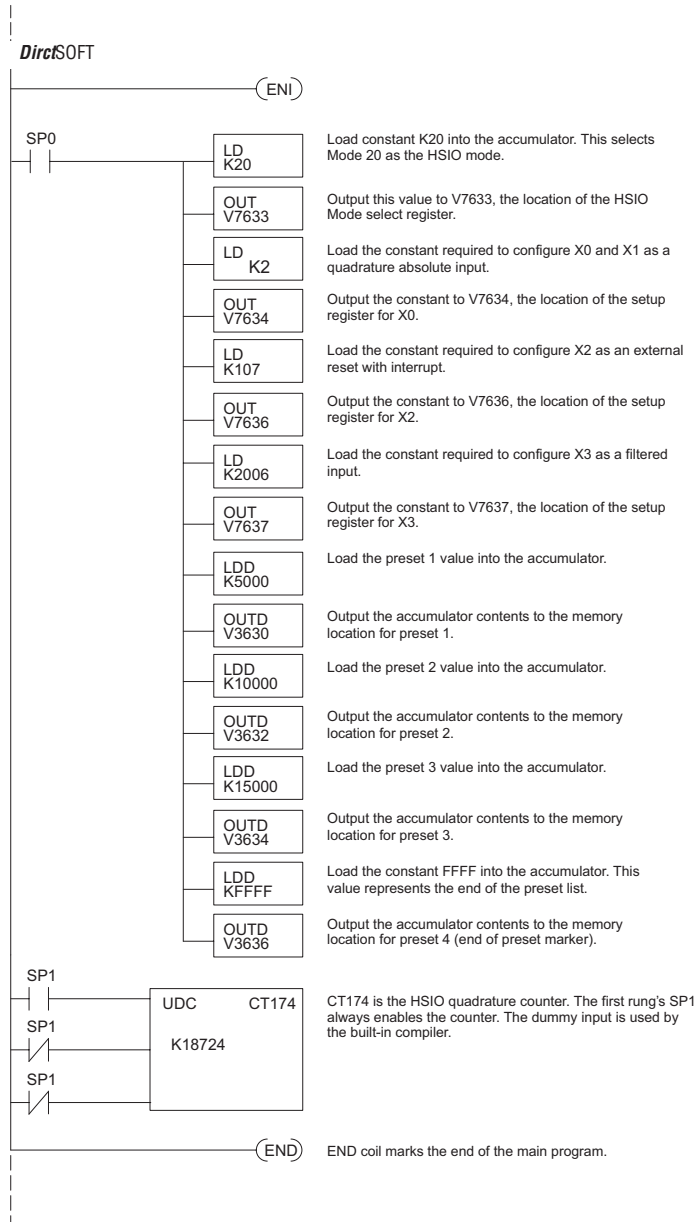 DirctSOFT
ENI
SP0
LD
K20
Load constant K20 into the accumulator. This selects
Mode 20 as the HSIO mode.
OUT
V7633
Output this value to V7633, the location of the HSIO
Mode select register.
LD
K2
Load the constant required to configure X0 and X1 as a
quadrature absolute input.
OUT
V7634
Output the constant to V7634, the location of the setup
register for X0.
LD
K107
Load the constant required to configure X2 as an external
reset with interrupt.
OUT
V7636
Output the constant to V7636, the location of the setup
register for X2.
LD
K2006
Load the constant required to configure X3 as a filtered
input.
OUT
V7637
Output the constant to V7637, the location of the setup
register for X3.
LDD
K5000
Load the preset 1 value into the accumulator.
OUTD
V3630
Output the accumulator contents to the memory
location for preset 1.
LDD
K10000
Load the preset 2 value into the accumulator.
OUTD
V3632
Output the accumulator contents to the memory
location for preset 2.
LDD
K15000
Load the preset 3 value into the accumulator.
OUTD
V3634
Output the accumulator contents to the memory
location for preset 3.
LDD
KFFFF
Load the constant FFFF into the accumulator. This
value represents the end of the preset list.
OUTD
V3636
Output the accumulator contents to the memory
location for preset 4 (end of preset marker).
SP1
UDC CT174
K18724
SP1
SP1
CT174 is the HSIO quadrature counter. The first rung's SP1
always enables the counter. The dummy input is used by
the built-in compiler.
END
END coil marks the end of the main program.